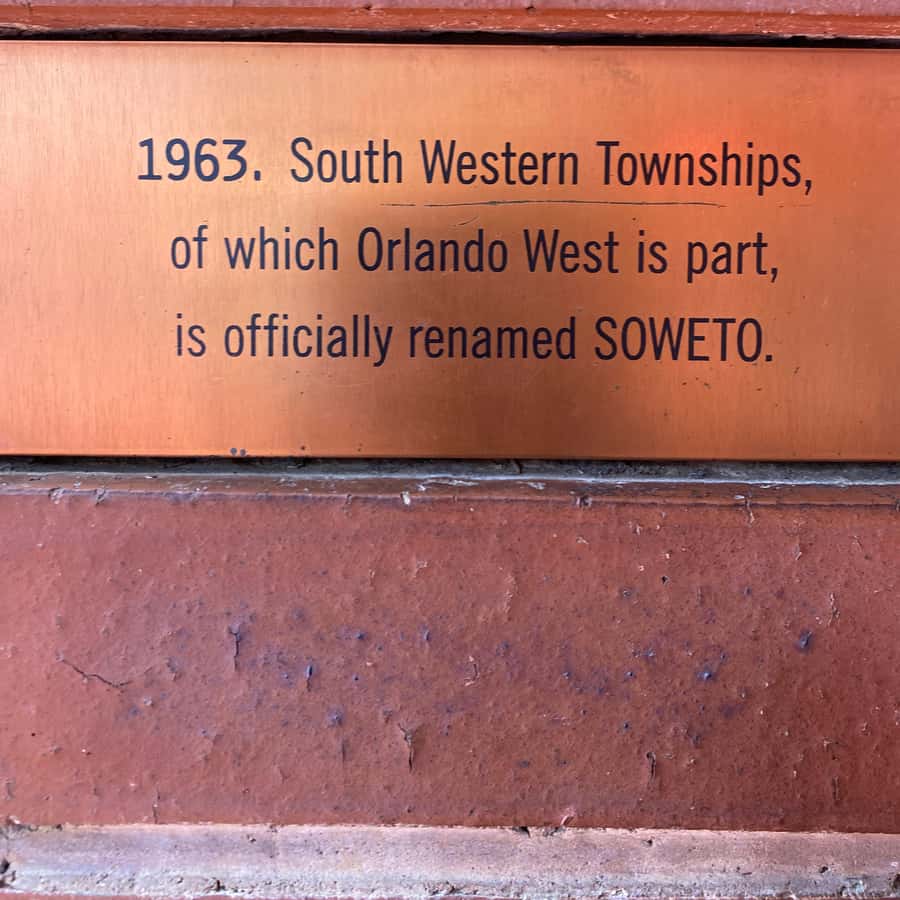 1963. South Western Townships,
of which Orlando West is part,
is officially renamed SOWETO.